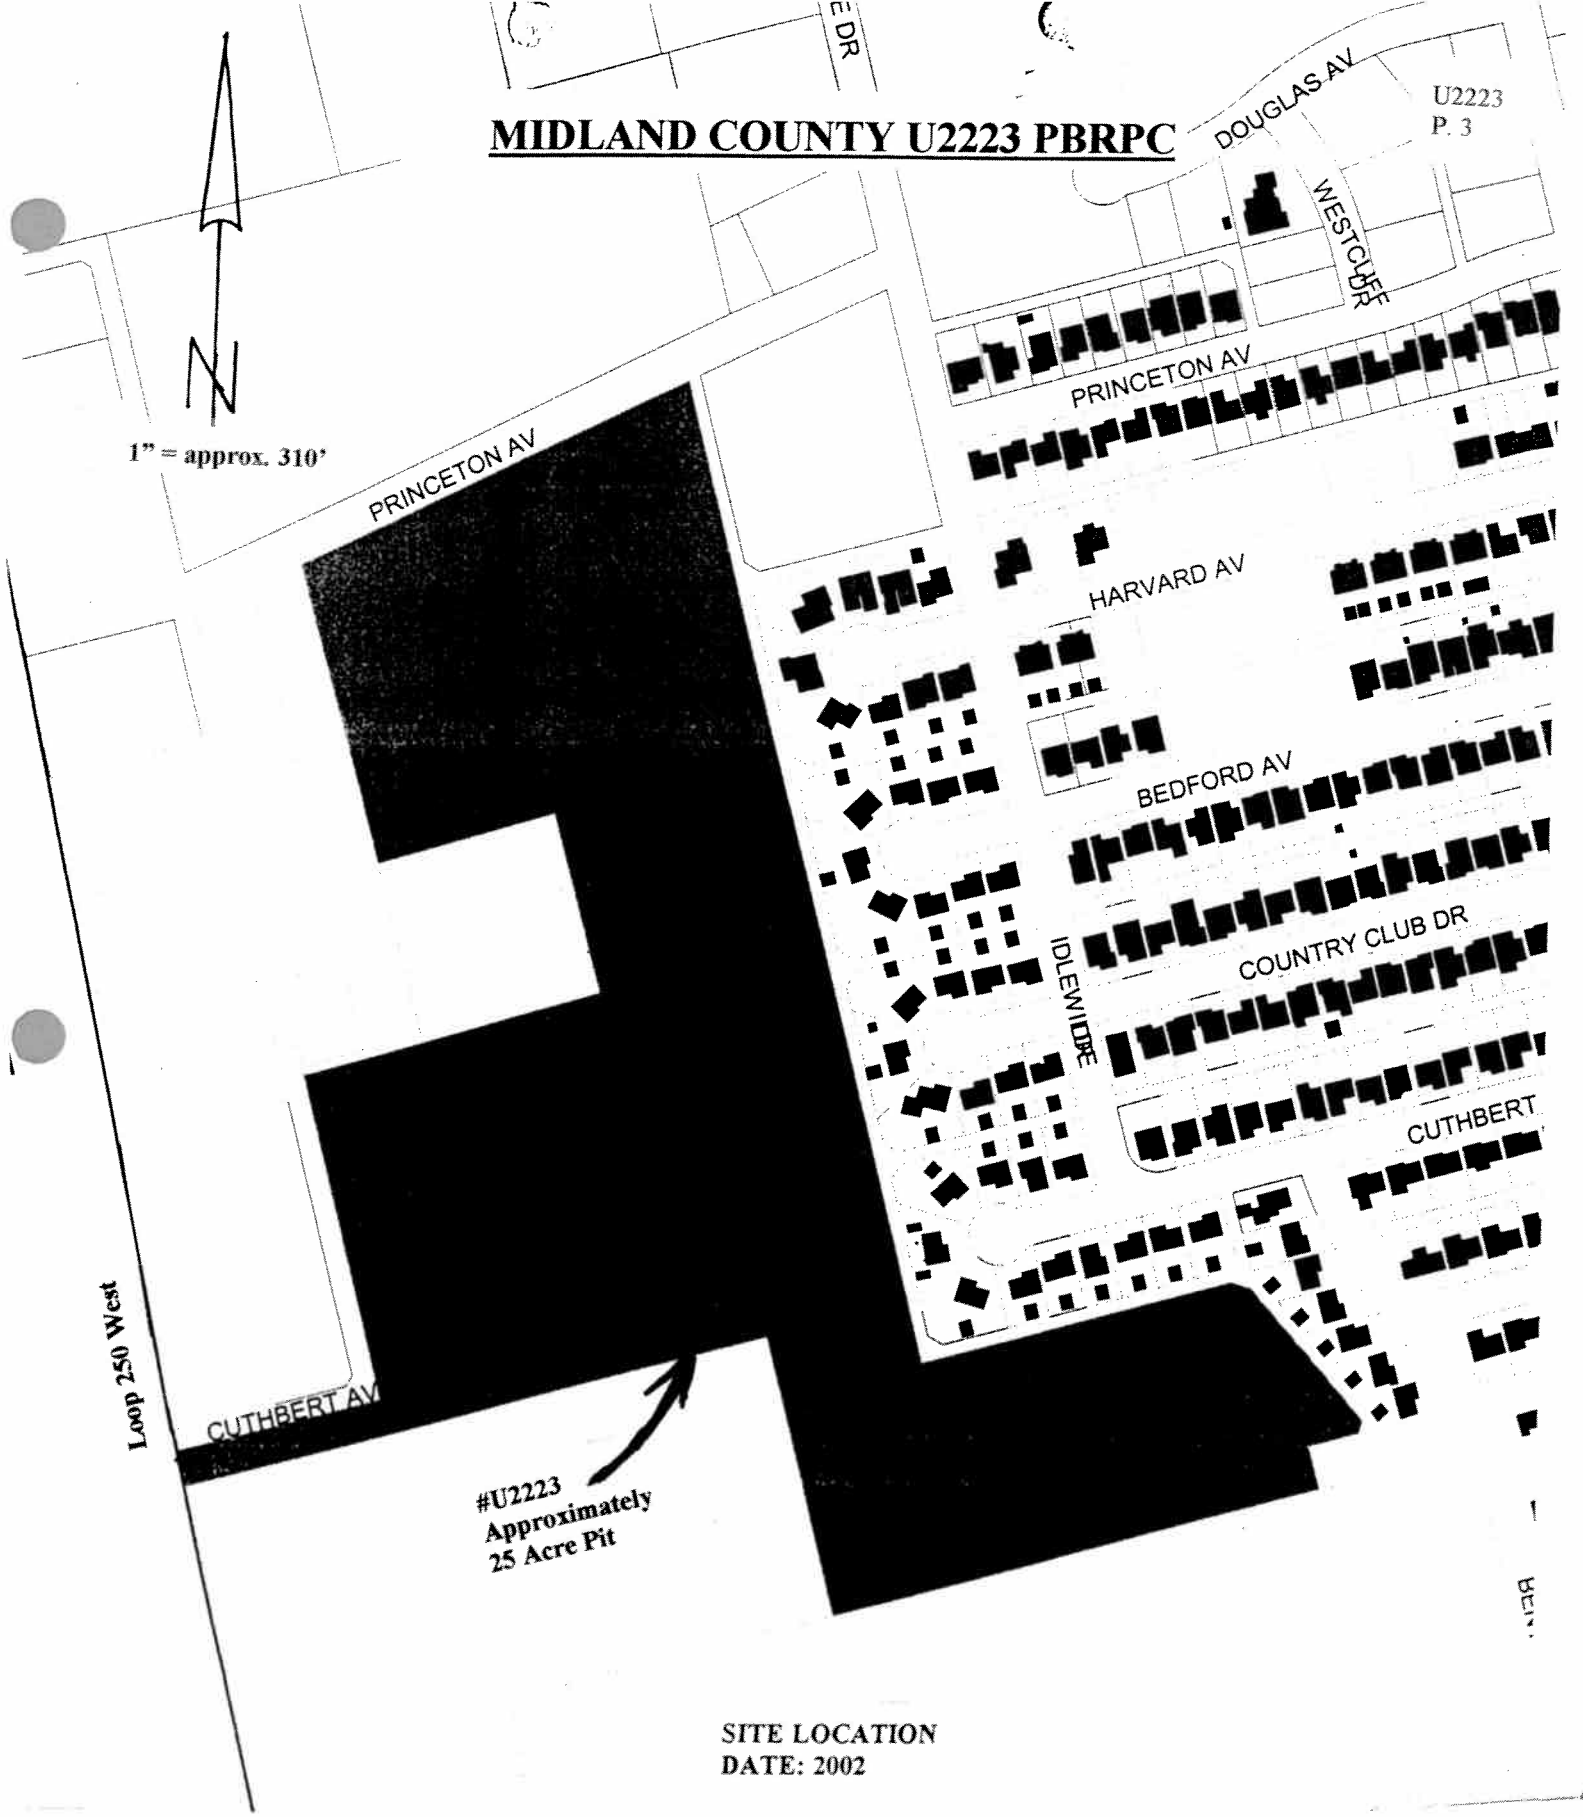 E DR
DOUGLAS AV
U2223
P. 3
MIDLAND COUNTY U2223 PBRPC
WESTCLIFF
DR
N
1” = approx. 310’
PRINCETON AV
PRINCETON AV
HARVARD AV
BEDFORD AV
COUNTRY CLUB DR
IDLEWILDE
DR
CUTHBERT
Loop 250 West
CUTHBERT AV
#U2223
Approximately
25 Acre Pit
SITE LOCATION
DATE: 2002